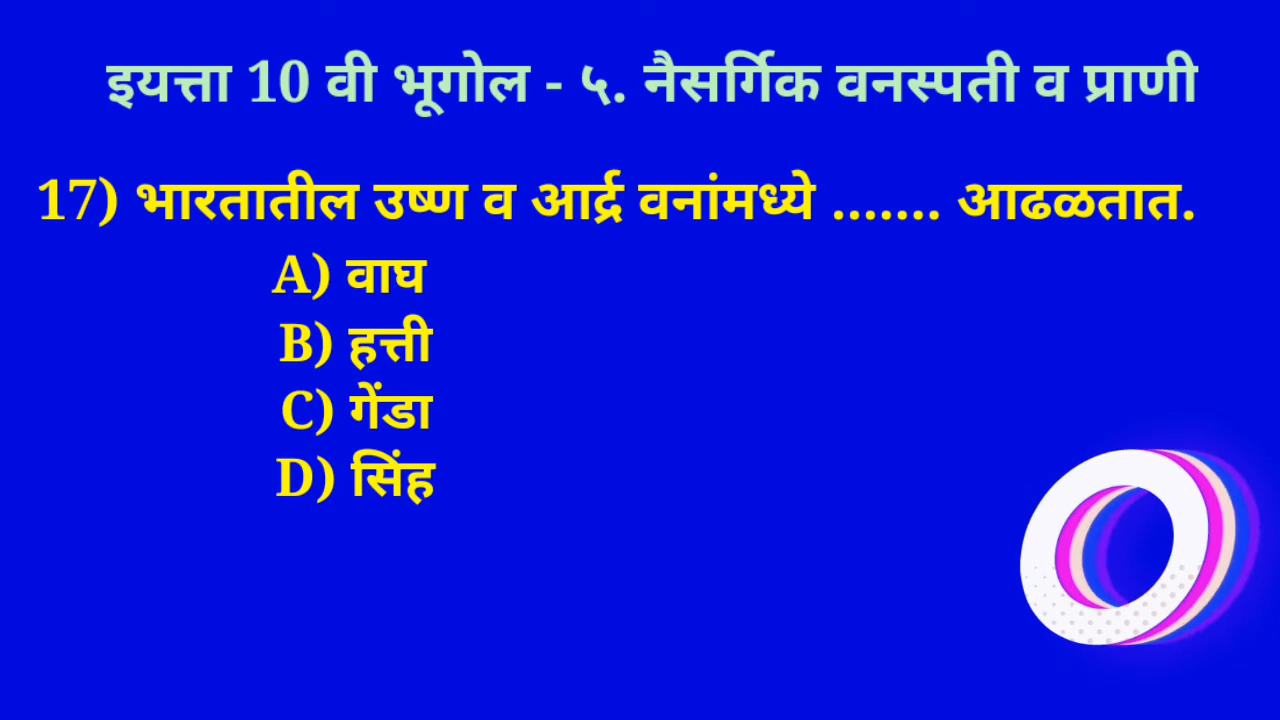 इयत्ता 10 वी भूगोल - ५. नैसर्गिक वनस्पती व प्राणी
17) भारतातील उष्ण व आर्द्र वनांमध्ये ....... आढळतात.
A) वाघ
B) हत्ती
C) गेंडा
D) सिंह